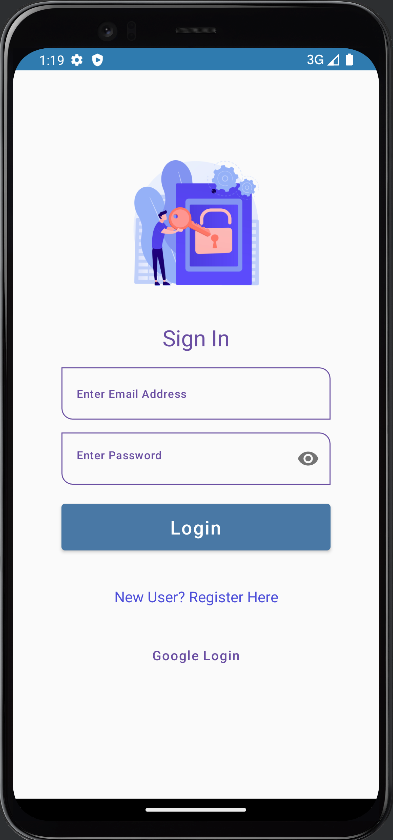 1:19 3G
Sign In
Enter Email Address
Enter Password
Login
New User? Register Here
Google Login